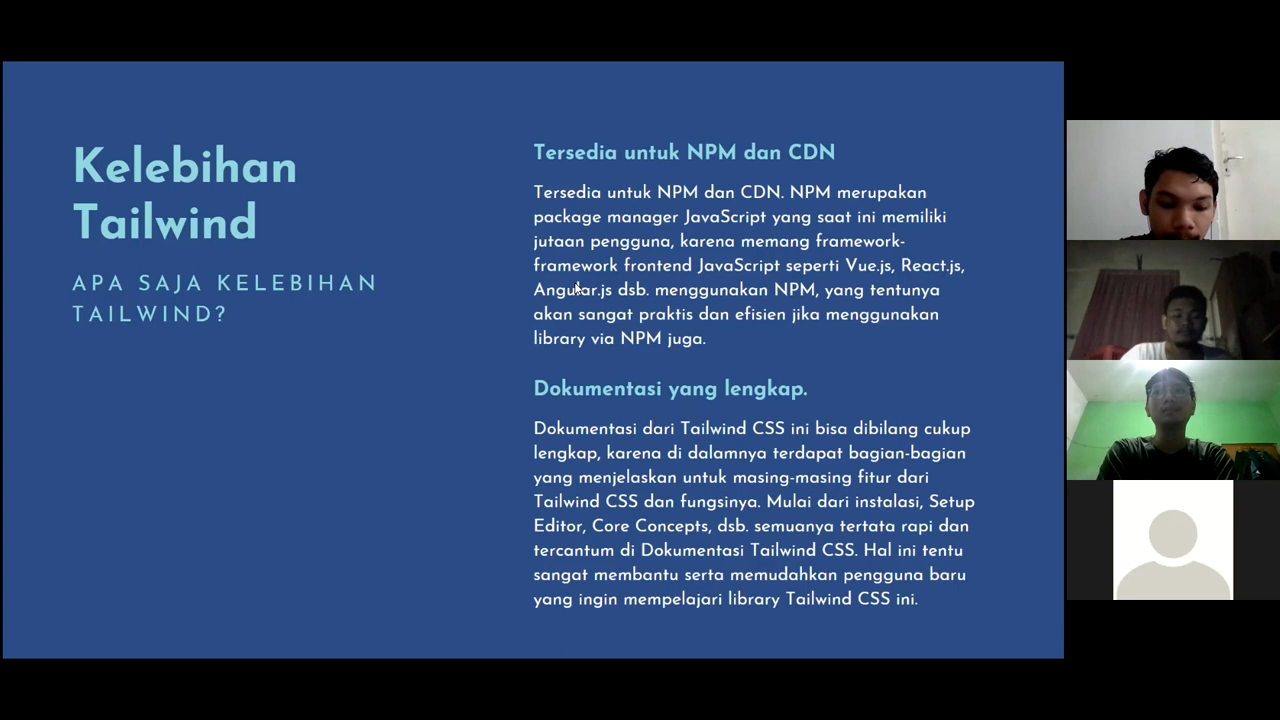 Kelebihan
Tailwind
APA SAJA KELEBIHAN
TAILWIND?
Tersedia untuk NPM dan CDN
Tersedia untuk NPM dan CDN. NPM merupakan
package manager JavaScript yang saat ini memiliki
jutaan pengguna, karena memang framework-
framework frontend JavaScript seperti Vue.js, React.js,
Angular.js dsb. menggunakan NPM, yang tentunya
akan sangat praktis dan efisien jika menggunakan
library via NPM juga.
Dokumentasi yang lengkap.
Dokumentasi dari Tailwind CSS ini bisa dibilang cukup
lengkap, karena di dalamnya terdapat bagian-bagian
yang menjelaskan untuk masing-masing fitur dari
Tailwind CSS dan fungsinya. Mulai dari instalasi, Setup
Editor, Core Concepts, dsb. semuanya tertata rapi dan
tercantum di Dokumentasi Tailwind CSS. Hal ini tentu
sangat membantu serta memudahkan pengguna baru
yang ingin mempelajari library Tailwind CSS ini.